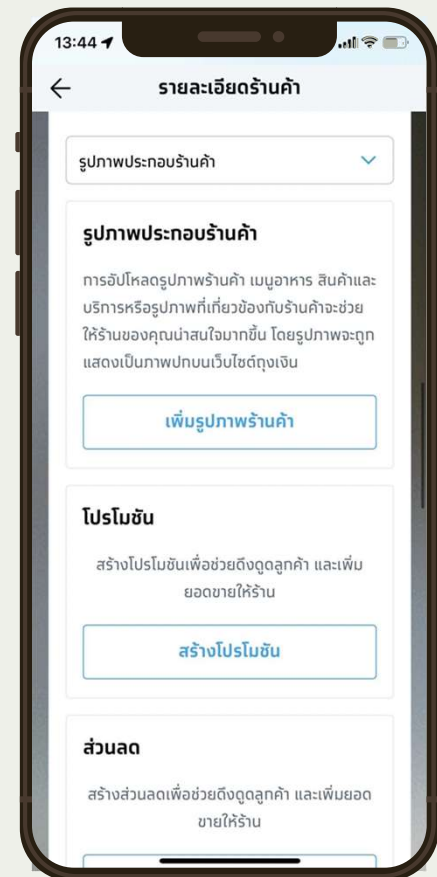 13:44
รายละเอียดร้านค้า
รูปภาพประกอบร้านค้า
รูปภาพประกอบร้านค้า
การอัปโหลดรูปภาพร้านค้า เมนูอาหาร สินค้าและ
บริการหรือรูปภาพที่เกี่ยวข้องกับร้านค้าจะช่วย
ให้ร้านของคุณน่าสนใจมากขึ้น โดยรูปภาพจะถูก
แสดงเป็นภาพปกบนเว็บไซต์ถุงเงิน
เพิ่มรูปภาพร้านค้า
โปรโมชัน
สร้างโปรโมชันเพื่อช่วยดึงดูดลูกค้า และเพิ่ม
ยอดขายให้ร้าน
สร้างโปรโมชัน
ส่วนลด
สร้างส่วนลดเพื่อช่วยดึงดูดลูกค้า และเพิ่มยอด
ขายให้ร้าน